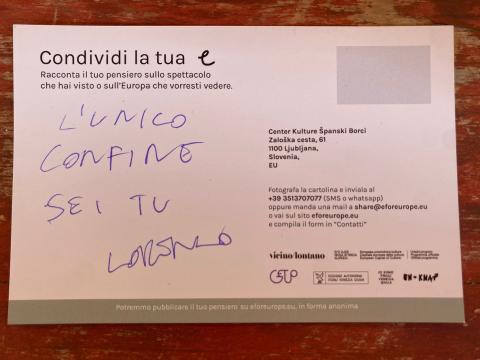 Condividi la tua e
Racconta il tuo pensiero sullo spettacolo
che hai visto o sull'Europa che vorresti vedere.
L'UNICO
CONFINE
SEI TU
LORENZO
Center Kulture Španski Borci
Zaloška cesta, 61
1100 Ljubljana,
Slovenia,
EU
Fotografa la cartolina e inviala al
+39 3513707077 (SMS o whatsapp)
oppure manda una mail a share@eforeurope.eu
o vai sul sito eforeurope.eu
e compila il form in "Contatti"
vicino/lontano
EN-KNAP
Potremmo pubblicare il tuo pensiero su eforeurope.eu, in forma anonima